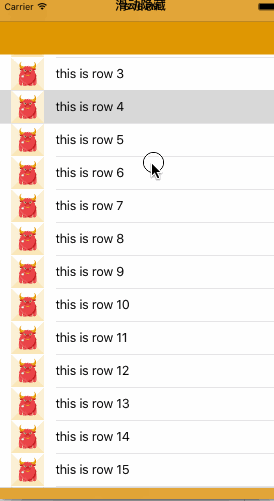 Carrier
滑动隐藏
this is row 3
this is row 4
this is row 5
this is row 6
this is row 7
this is row 8
this is row 9
this is row 10
this is row 11
this is row 12
this is row 13
this is row 14
this is row 15